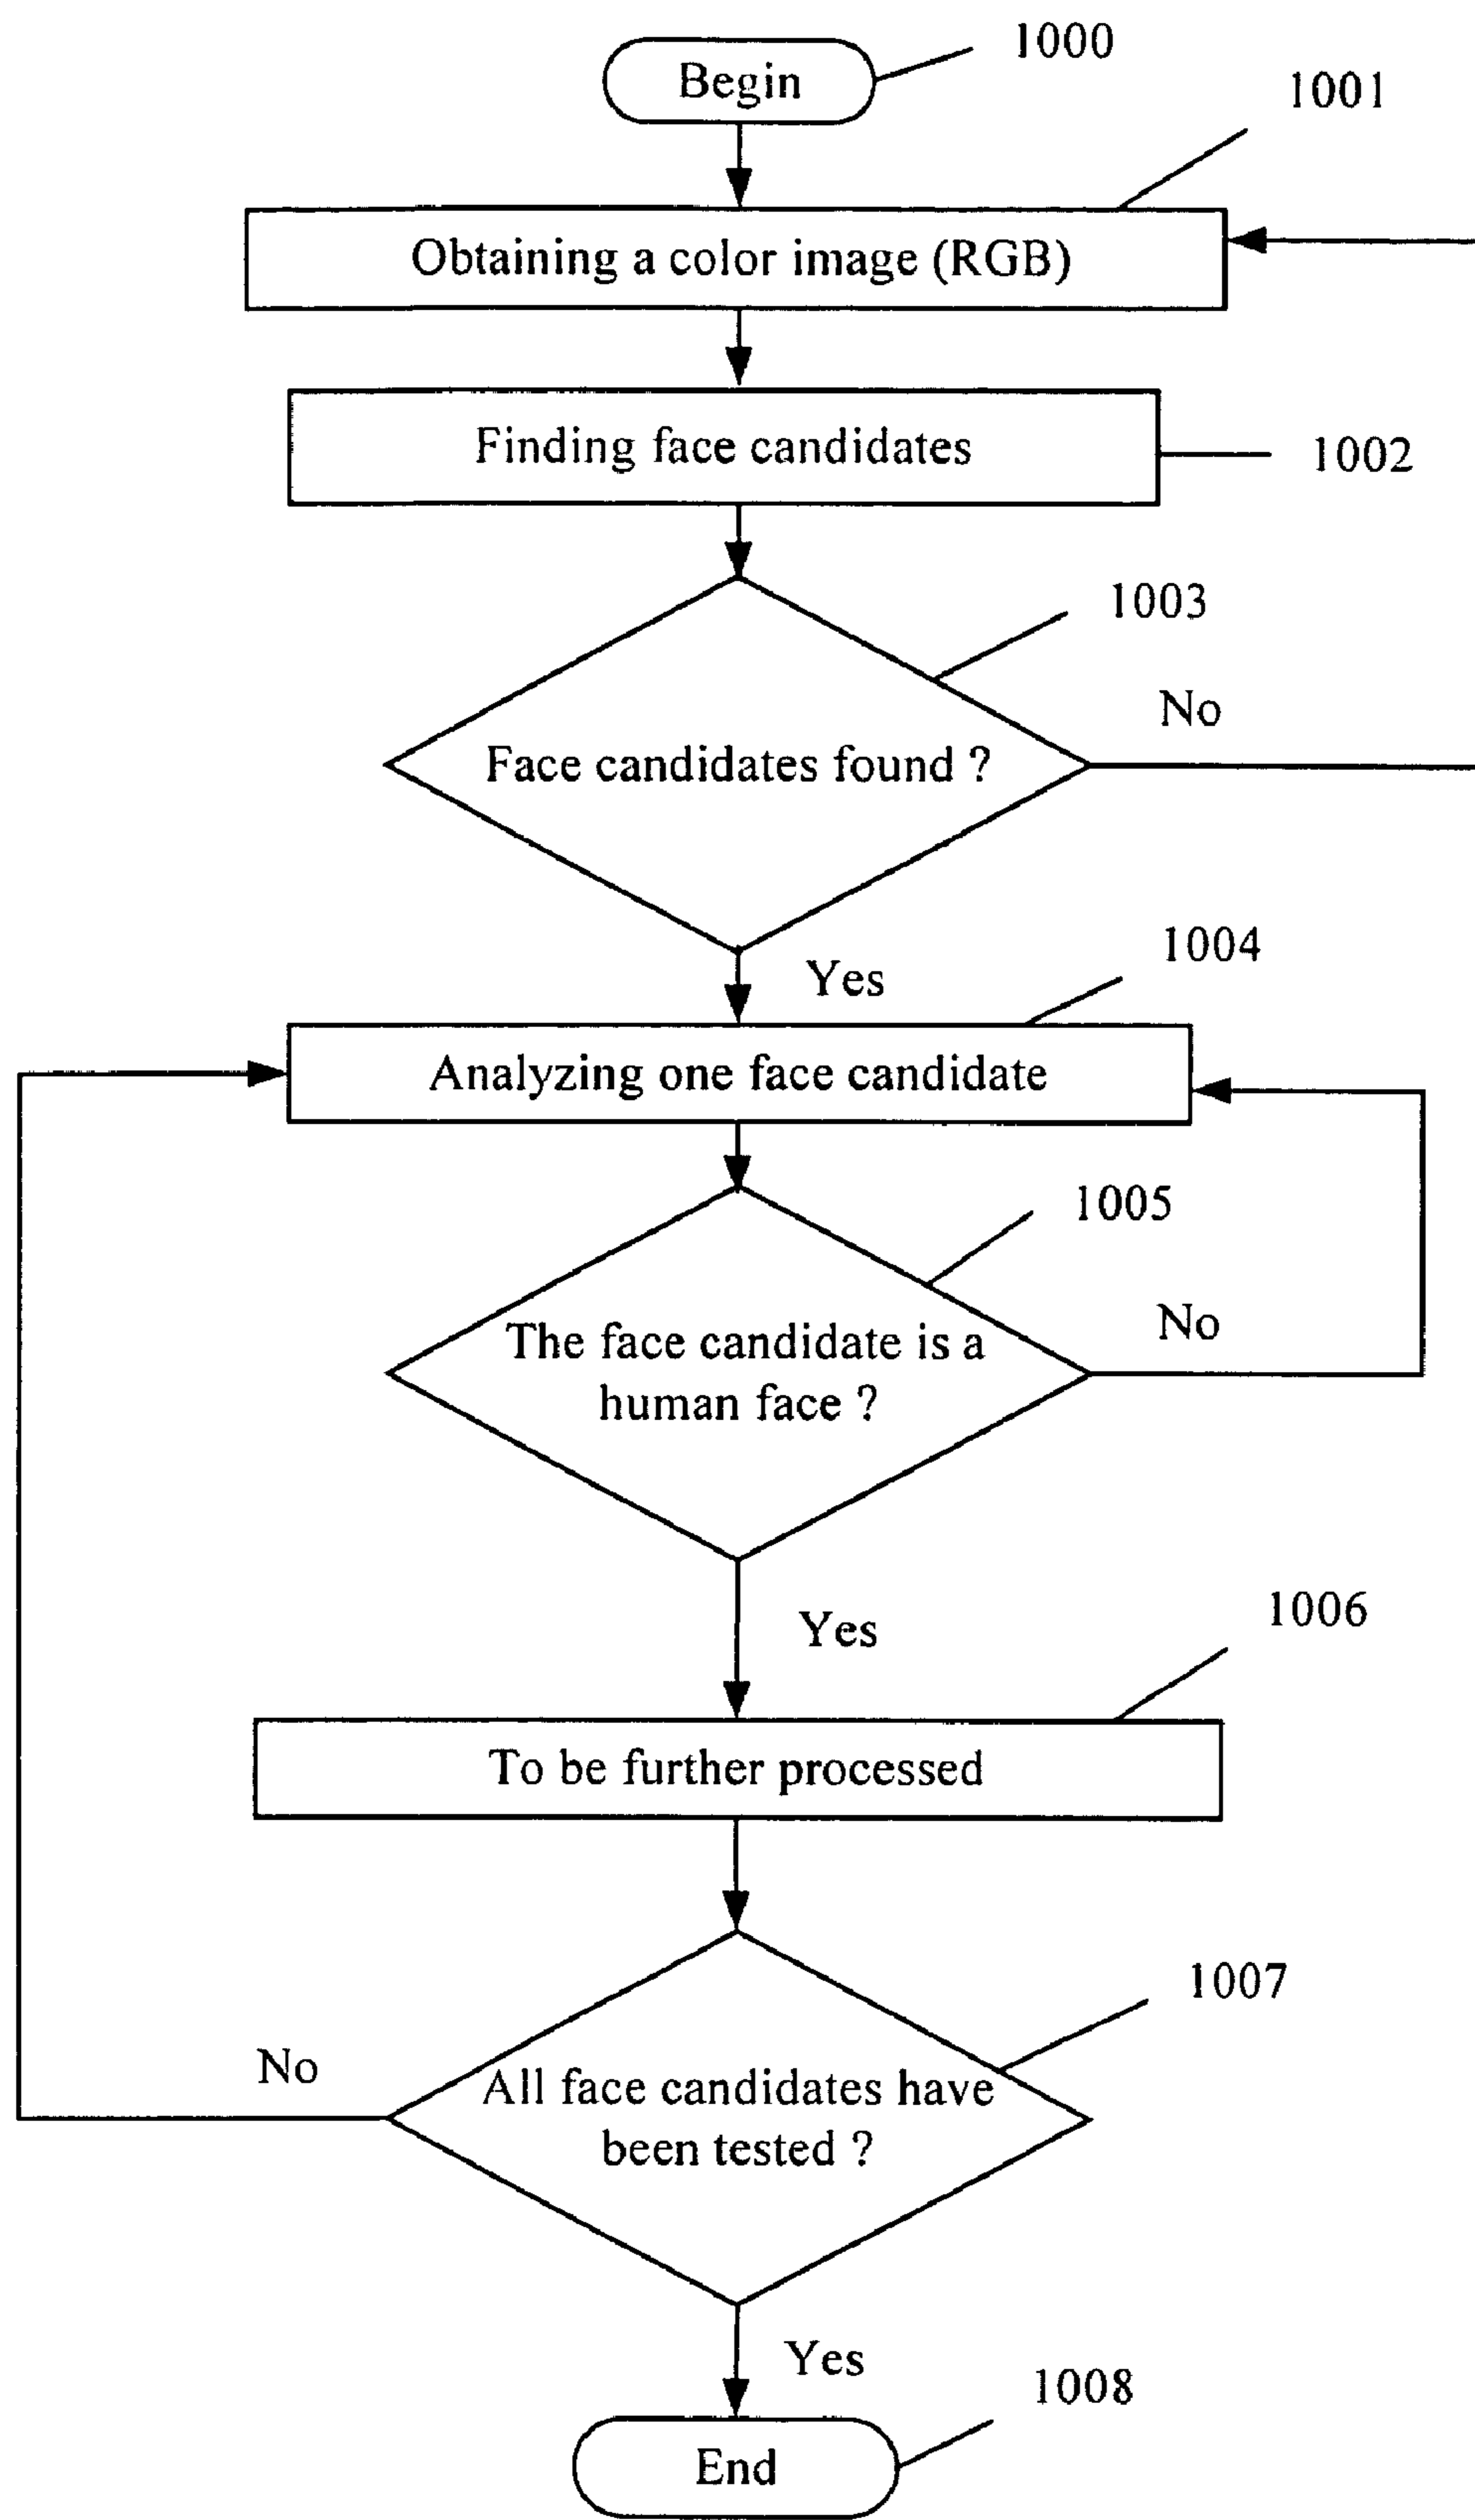 1000
Begin
1001
Obtaining a color image (RGB)
Finding face candidates
1002
1003
No
Face candidates found ?
1004
Yes
Analyzing one face candidate
1005
No
The face candidate is a
human face ?
1006
Yes
To be further processed
1007
No
All face candidates have
been tested ?
Yes
1008
End